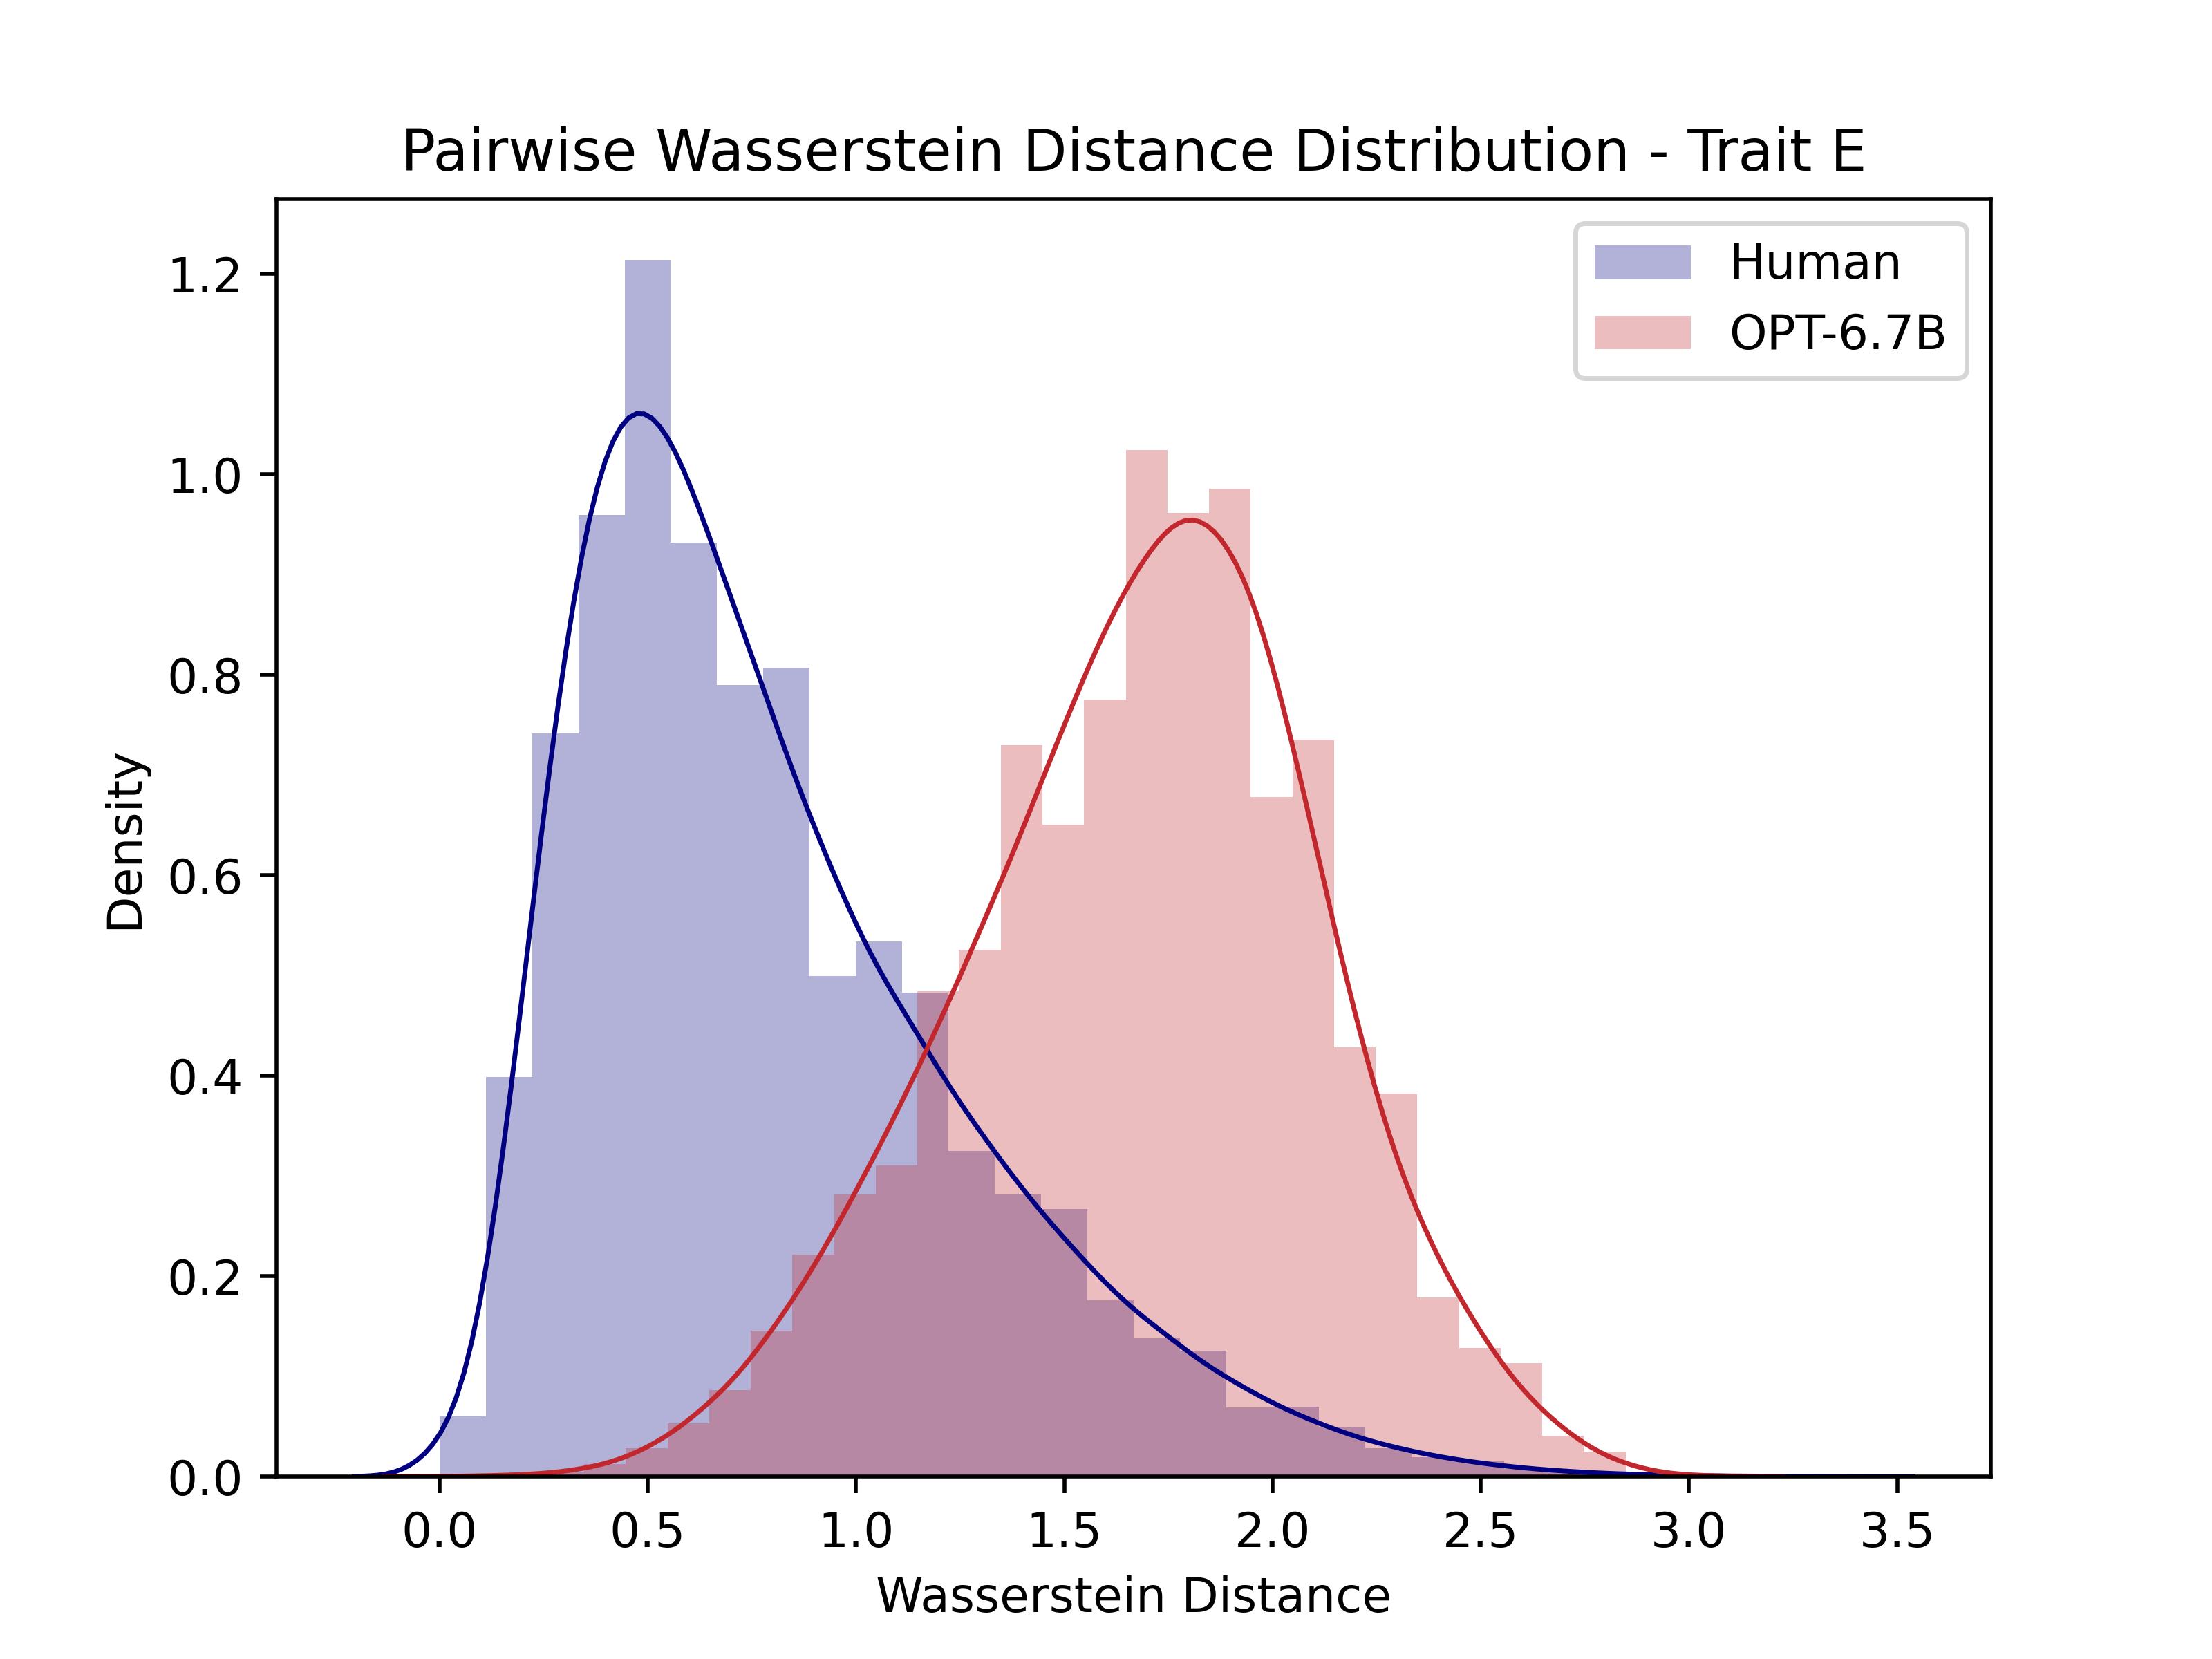 Pairwise Wasserstein Distance Distribution - Trait E
Human
OPT-6.7B
1.2
1.0
0.8
0.6
0.4
0.2
0.0
Density
0.0 0.5 1.0 1.5 2.0 2.5 3.0 3.5
Wasserstein Distance